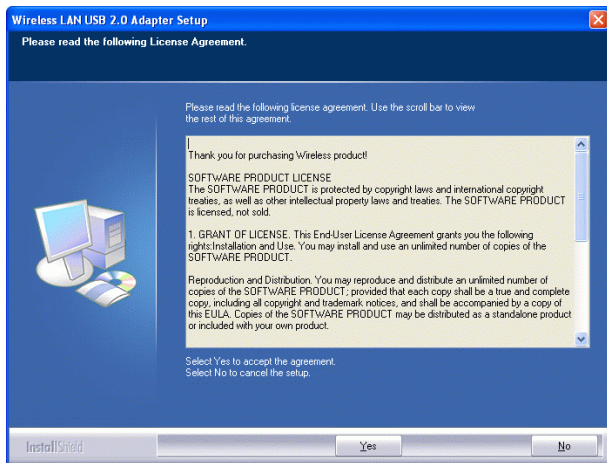 Wireless LAN USB 2.0 Adapter Setup
Please read the following License Agreement.
Please read the following license agreement. Use the scroll bar to view
the rest of this agreement.
Thank you for purchasing Wireless product!
SOFTWARE PRODUCT LICENSE
The SOFTWARE PRODUCT is protected by copyright laws and international copyright
treaties, as well as other intellectual property laws and treaties. The SOFTWARE PRODUCT
is licensed, not sold.
1. GRANT OF LICENSE. This End-User License Agreement grants you the following
rights:Installation and Use. You may install and use an unlimited number of copies of the
SOFTWARE PRODUCT.
Reproduction and Distribution. You may reproduce and distribute an unlimited number of
copies of the SOFTWARE PRODUCT; provided that each copy shall be a true and complete
copy, including all copyright and trademark notices, and shall be accompanied by a copy of
this EULA. Copies of the SOFTWARE PRODUCT may be distributed as a standalone product
or included with your own product.
Select Yes to accept the agreement.
Select No to cancel the setup.
InstallShield
Yes
No